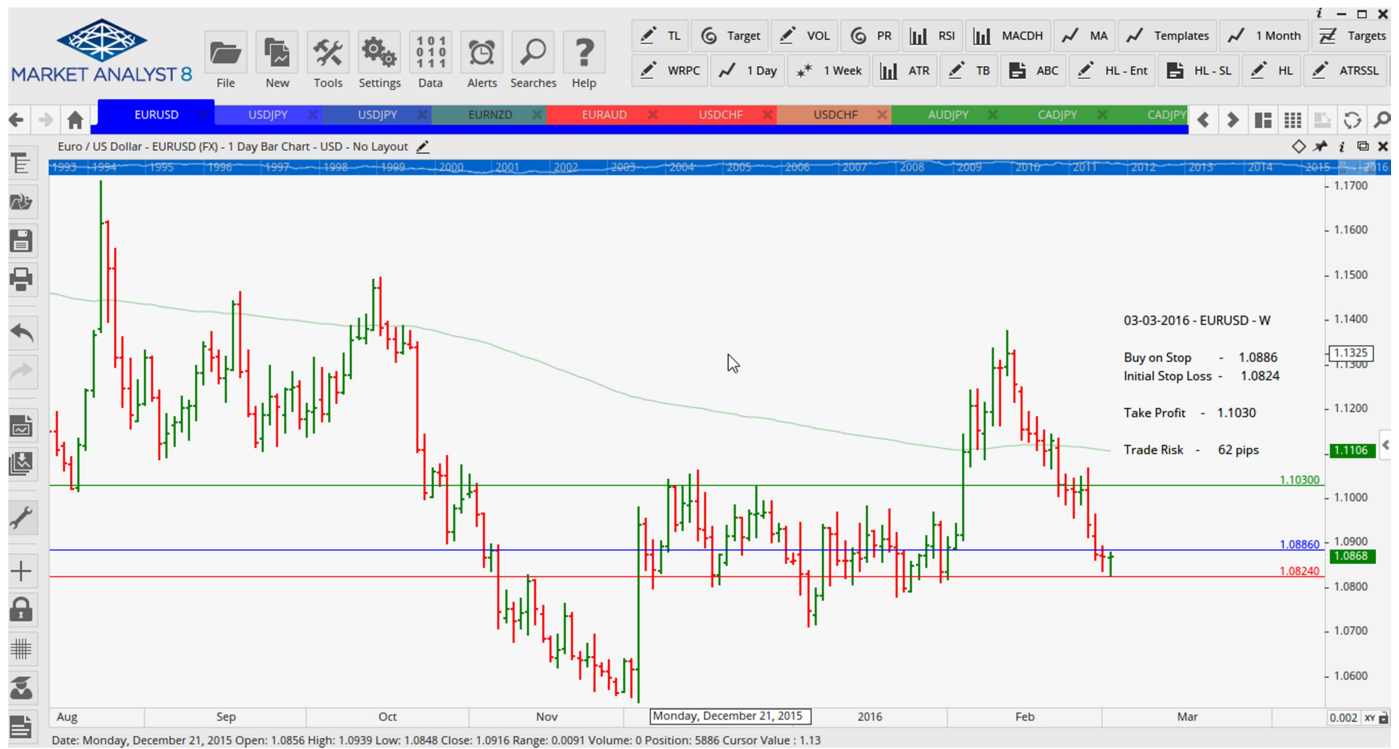 MARKET ANALYST 8
File New Tools Settings Data Alerts Searches Help
101
010
111
TL Target VOL PR RSI MACDH MA Templates 1 Month Targets
WRPC 1 Day 1 Week ATR TB ABC HL - Ent HL - SL HL ATRSSL
EURUSD USDJPY USDJPY EURNZD EURAUD USDCHF USDCHF AUDJPY CADJPY CADJPY
Euro / US Dollar - EURUSD (FX) - 1 Day Bar Chart - USD - No Layout
1993 1994 1995 1996 1997 1998 1999 2000 2001 2002 2003 2004 2005 2006 2007 2008 2009 2010 2011 2012 2013 2014 2015 2016
1.1700
1.1600
1.1500
1.1400
03-03-2016 - EURUSD - W
1.1325
Buy on Stop - 1.0886
1.1300
Initial Stop Loss - 1.0824
1.1200
Take Profit - 1.1030
Trade Risk - 62 pips
1.1106
1.10300
1.1000
1.0900
1.08860
1.0868
1.08240
1.0800
1.0700
1.0600
Aug Sep Oct Nov Monday, December 21, 2015 2016 Feb Mar 0.002 XY
Date: Monday, December 21, 2015 Open: 1.0856 High: 1.0939 Low: 1.0848 Close: 1.0916 Range: 0.0091 Volume: 0 Position: 5886 Cursor Value : 1.13